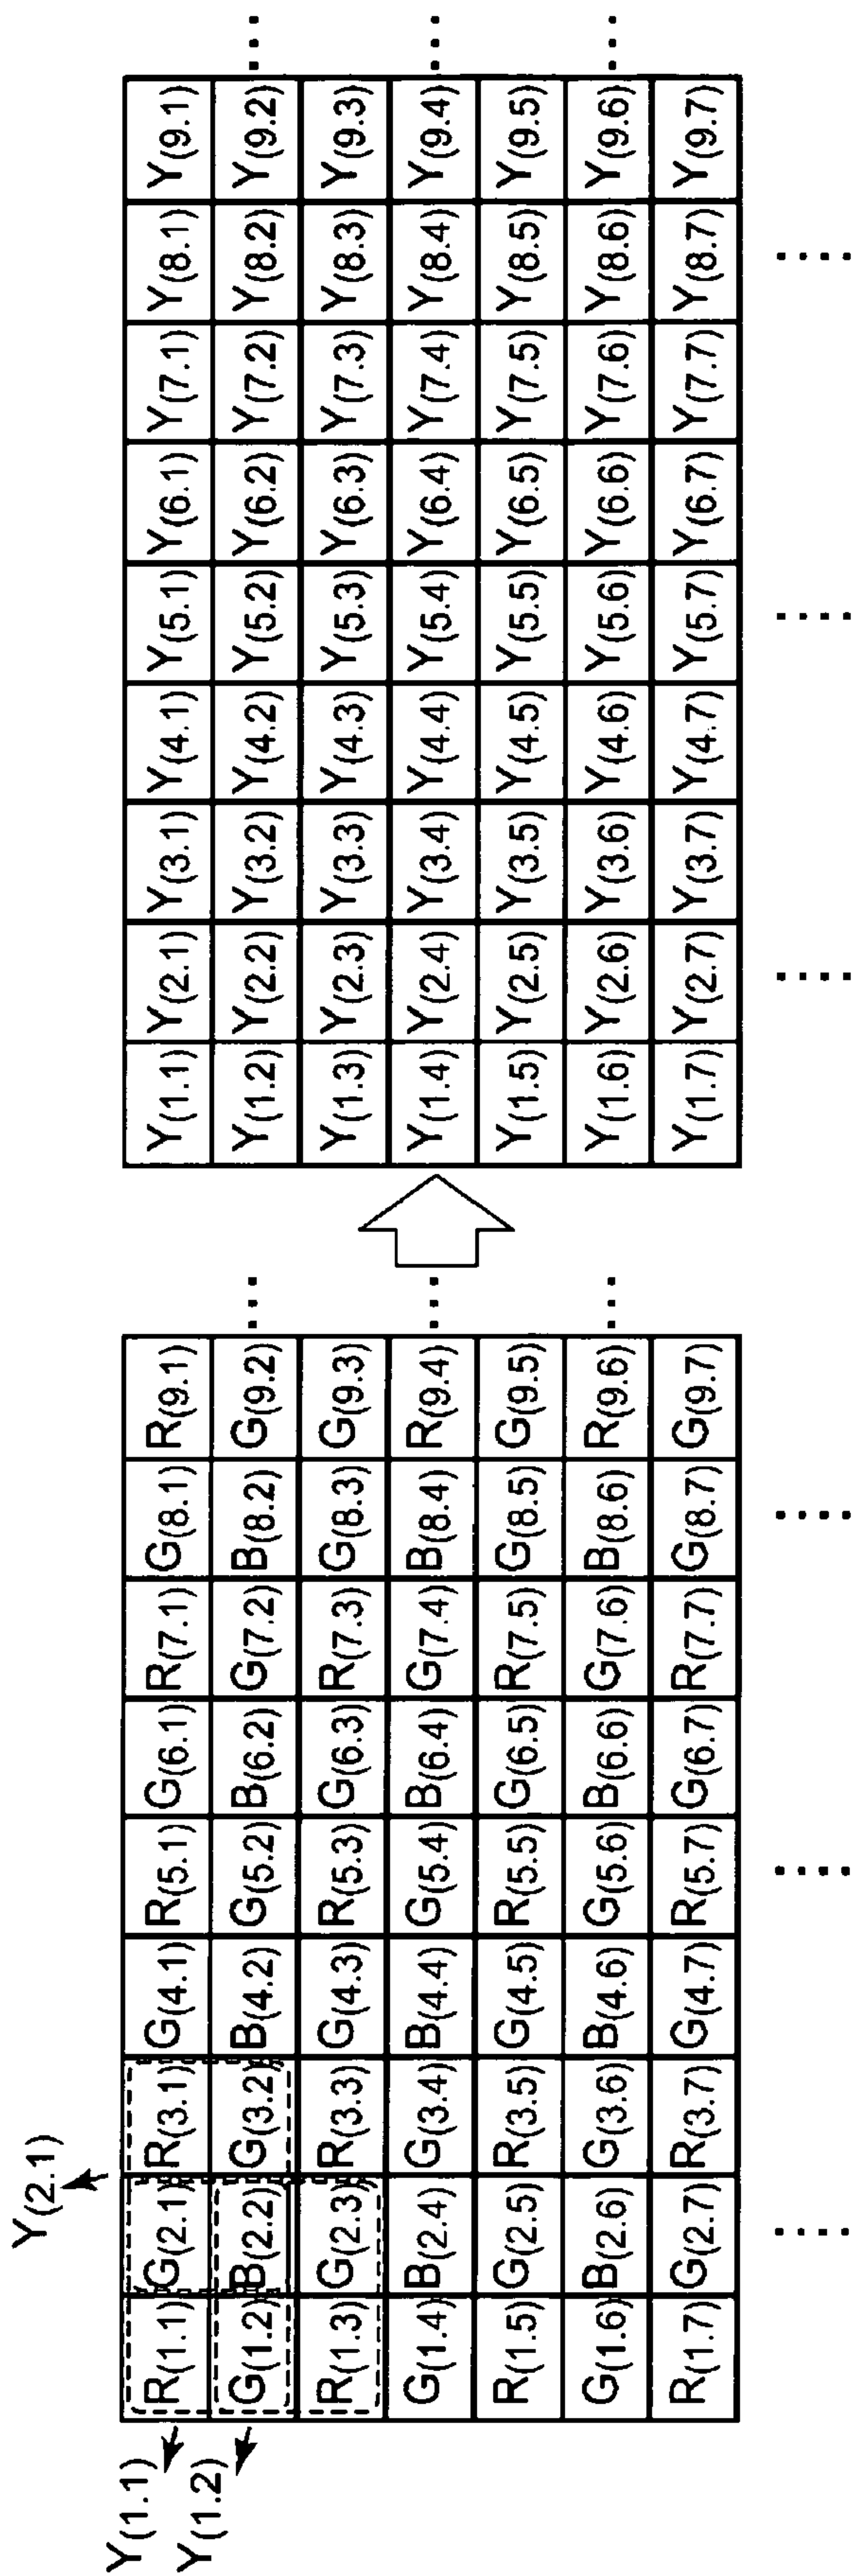 Y(2.1)
Y(1.1)
Y(1.2)
R(1.1) G(2.1) R(3.1) G(4.1) R(5.1) G(6.1) R(7.1) G(8.1) R(9.1)
G(1.2) B(2.2) G(3.2) B(4.2) G(5.2) B(6.2) G(7.2) B(8.2) G(9.2) ...
R(1.3) G(2.3) R(3.3) G(4.3) R(5.3) G(6.3) R(7.3) G(8.3) G(9.3)
G(1.4) B(2.4) G(3.4) B(4.4) G(5.4) B(6.4) G(7.4) B(8.4) R(9.4) ...
R(1.5) G(2.5) R(3.5) G(4.5) R(5.5) G(6.5) R(7.5) G(8.5) G(9.5)
G(1.6) B(2.6) G(3.6) B(4.6) G(5.6) B(6.6) G(7.6) B(8.6) R(9.6) ...
R(1.7) G(2.7) R(3.7) G(4.7) R(5.7) G(6.7) R(7.7) G(8.7) G(9.7)
Y(1.1) Y(2.1) Y(3.1) Y(4.1) Y(5.1) Y(6.1) Y(7.1) Y(8.1) Y(9.1)
Y(1.2) Y(2.2) Y(3.2) Y(4.2) Y(5.2) Y(6.2) Y(7.2) Y(8.2) Y(9.2) ...
Y(1.3) Y(2.3) Y(3.3) Y(4.3) Y(5.3) Y(6.3) Y(7.3) Y(8.3) Y(9.3)
Y(1.4) Y(2.4) Y(3.4) Y(4.4) Y(5.4) Y(6.4) Y(7.4) Y(8.4) Y(9.4) ...
Y(1.5) Y(2.5) Y(3.5) Y(4.5) Y(5.5) Y(6.5) Y(7.5) Y(8.5) Y(9.5)
Y(1.6) Y(2.6) Y(3.6) Y(4.6) Y(5.6) Y(6.6) Y(7.6) Y(8.6) Y(9.6) ...
Y(1.7) Y(2.7) Y(3.7) Y(4.7) Y(5.7) Y(6.7) Y(7.7) Y(8.7) Y(9.7)